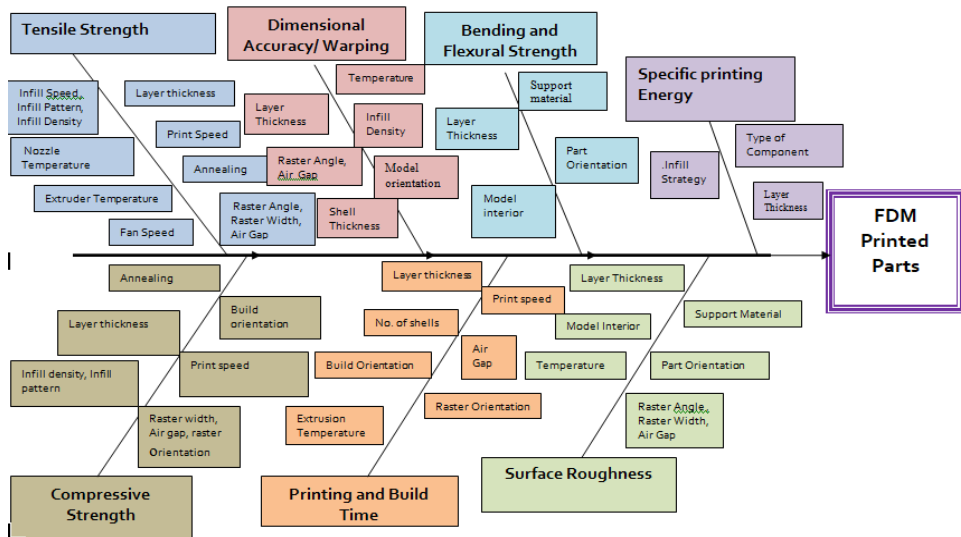 Tensile Strength
Infill Speed,
Infill Pattern,
Infill Density
Layer thickness
Print Speed
Nozzle
Temperature
Annealing
Extruder Temperature
Raster Angle,
Raster Width,
Air Gap
Fan Speed
Dimensional
Accuracy/ Warping
Temperature
Layer
Thickness
Infill
Density
Raster Angle,
Air Gap
Model
orientation
Shell
Thickness
Bending and
Flexural Strength
Support
material
Layer
Thickness
Part
Orientation
Model
interior
Specific printing
Energy
Type of
Component
.Infill
Strategy
Layer
Thickness
FDM
Printed
Parts
Annealing
Build
orientation
Layer thickness
Print speed
Infill density, Infill
pattern
Raster width,
Air gap, raster
Orientation
Compressive
Strength
Layer thickness
Print speed
No. of shells
Air
Gap
Build Orientation
Raster Orientation
Extrusion
Temperature
Printing and Build
Time
Layer Thickness
Support Material
Model Interior
Temperature
Part Orientation
Raster Angle,
Raster Width,
Air Gap
Surface Roughness